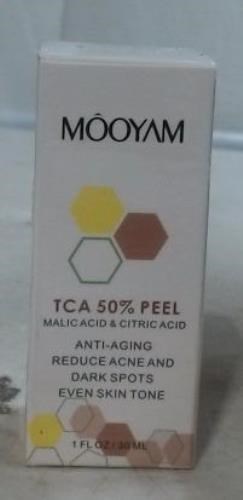 MÔOYAM
TCA 50% PEEL
MALIC ACID & CITRIC ACID
ANTI-AGING
REDUCE ACNE AND
DARK SPOTS
EVEN SKIN TONE
1 FL OZ / 30 ML